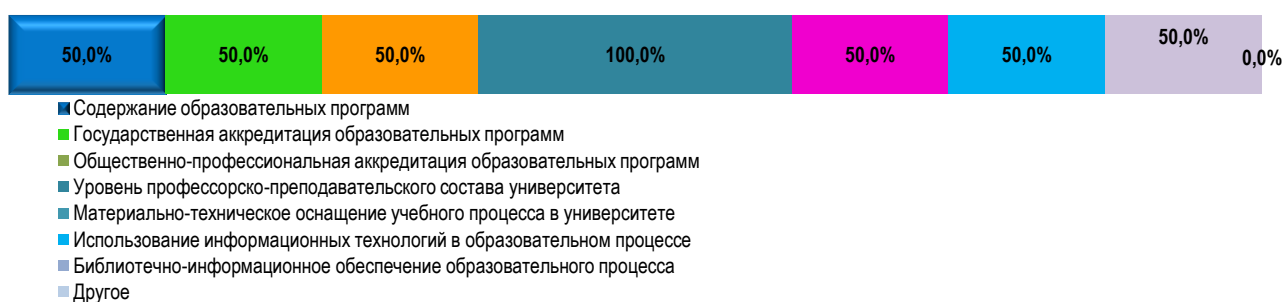 50,0% 50,0% 50,0% 100,0% 50,0% 50,0% 50,0% 0,0%
Содержание образовательных программ
Государственная аккредитация образовательных программ
Общественно-профессиональная аккредитация образовательных программ
Уровень профессорско-преподавательского состава университета
Материально-техническое оснащение учебного процесса в университете
Использование информационных технологий в образовательном процессе
Библиотечно-информационное обеспечение образовательного процесса
Другое